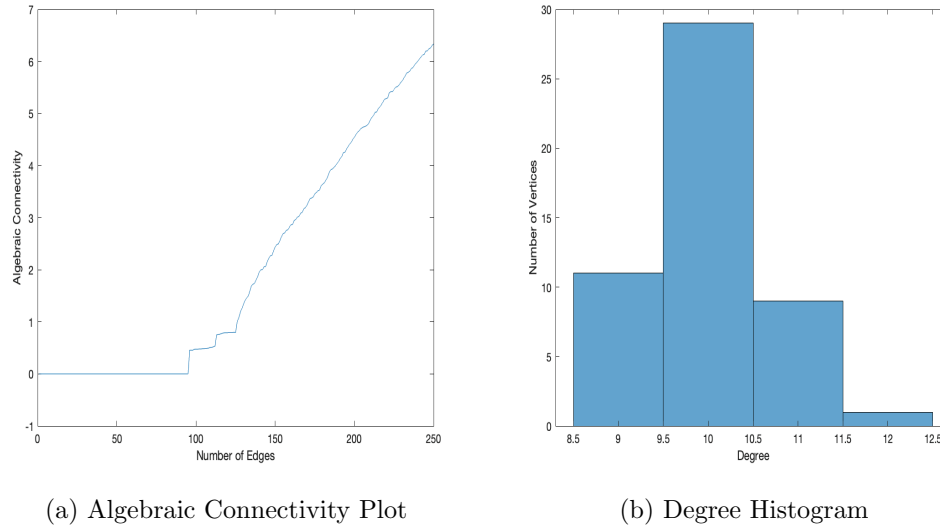 7
6
5
4
3
2
1
0
-1
Algebraic Connectivity
0 50 100 150 200 250
Number of Edges
(a) Algebraic Connectivity Plot
30
25
20
15
10
5
0
Number of Vertices
8.5 9 9.5 10 10.5 11 11.5 12 12.5
Degree
(b) Degree Histogram